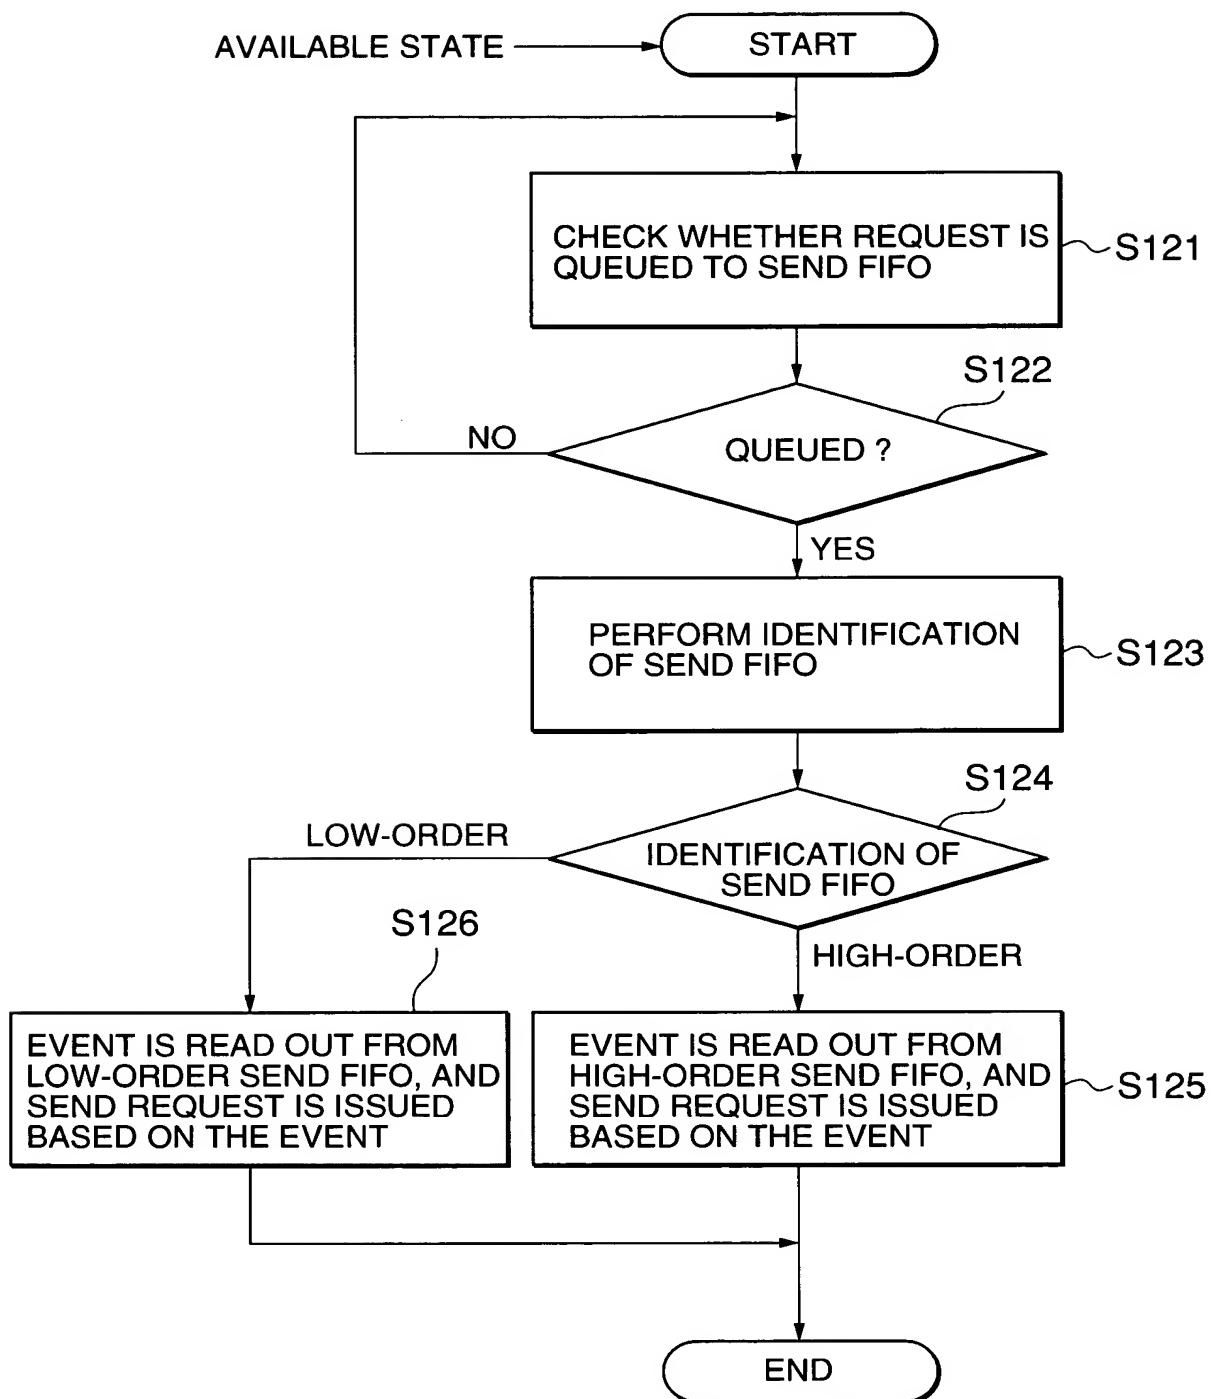 AVAILABLE STATE
START
CHECK WHETHER REQUEST IS
QUEUED TO SEND FIFO
S121
S122
QUEUED ?
NO
YES
PERFORM IDENTIFICATION
OF SEND FIFO
S123
S124
LOW-ORDER
IDENTIFICATION OF
SEND FIFO
HIGH-ORDER
S126
EVENT IS READ OUT FROM
LOW-ORDER SEND FIFO, AND
SEND REQUEST IS ISSUED
BASED ON THE EVENT
EVENT IS READ OUT FROM
HIGH-ORDER SEND FIFO, AND
SEND REQUEST IS ISSUED
BASED ON THE EVENT
S125
END